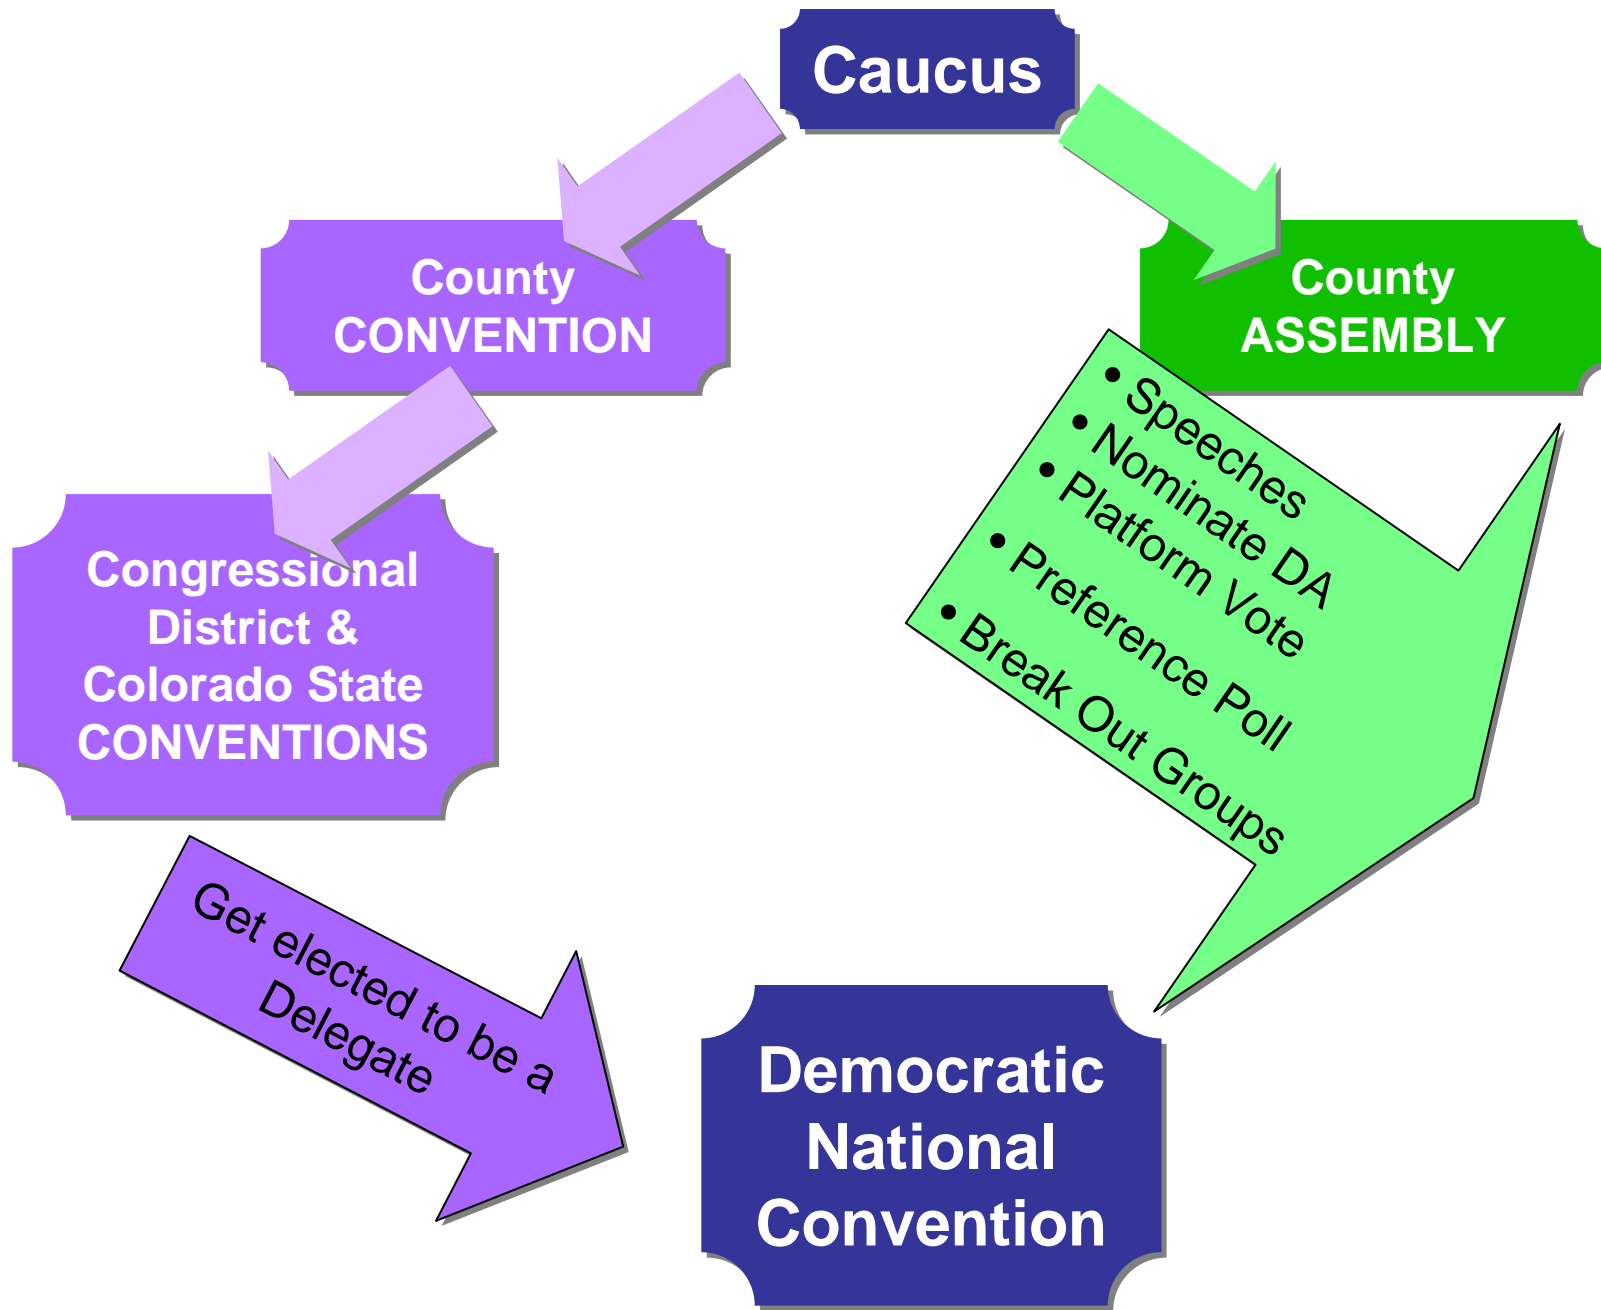 Caucus
County
CONVENTION
County
ASSEMBLY
• Speeches
• Nominate DA
• Platform Vote
• Preference Poll
• Break Out Groups
Congressional
District &
Colorado State
CONVENTIONS
Get elected to be a
Delegate
Democratic
National
Convention